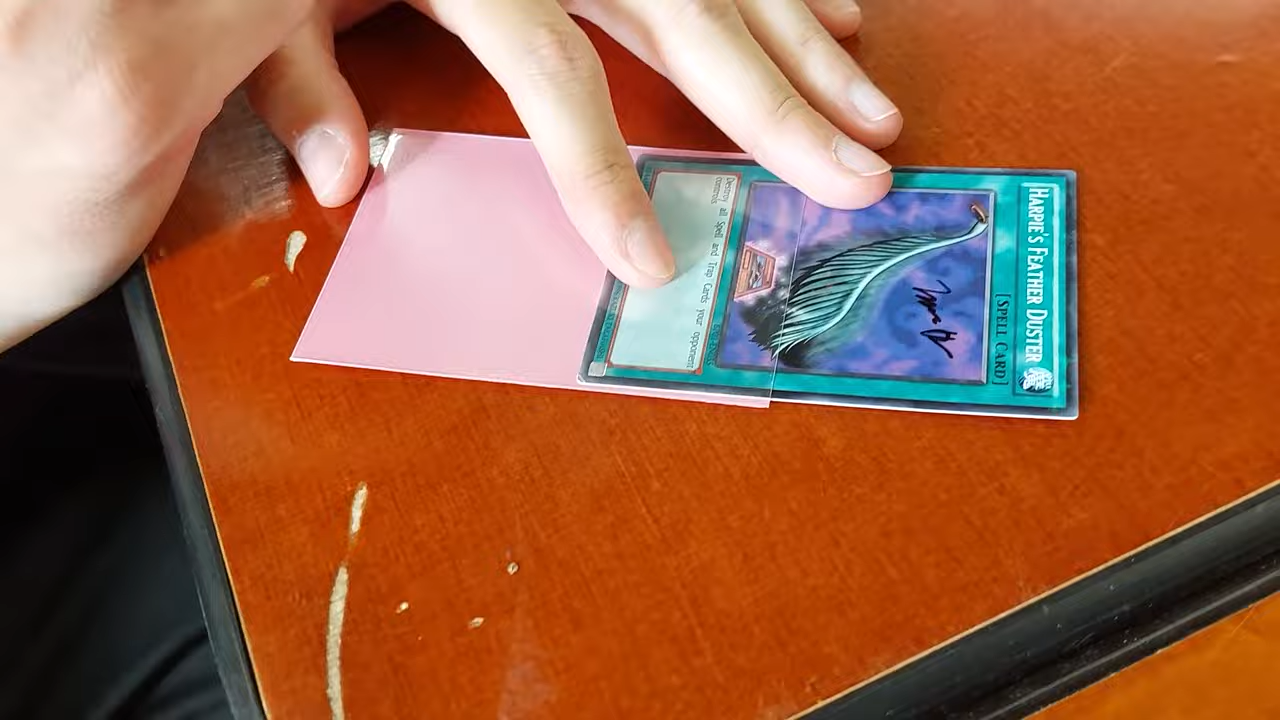 HARPIE'S FEATHER DUSTER
[SPELL CARD]
Destroy all Spell and Trap Cards your opponent
controls.